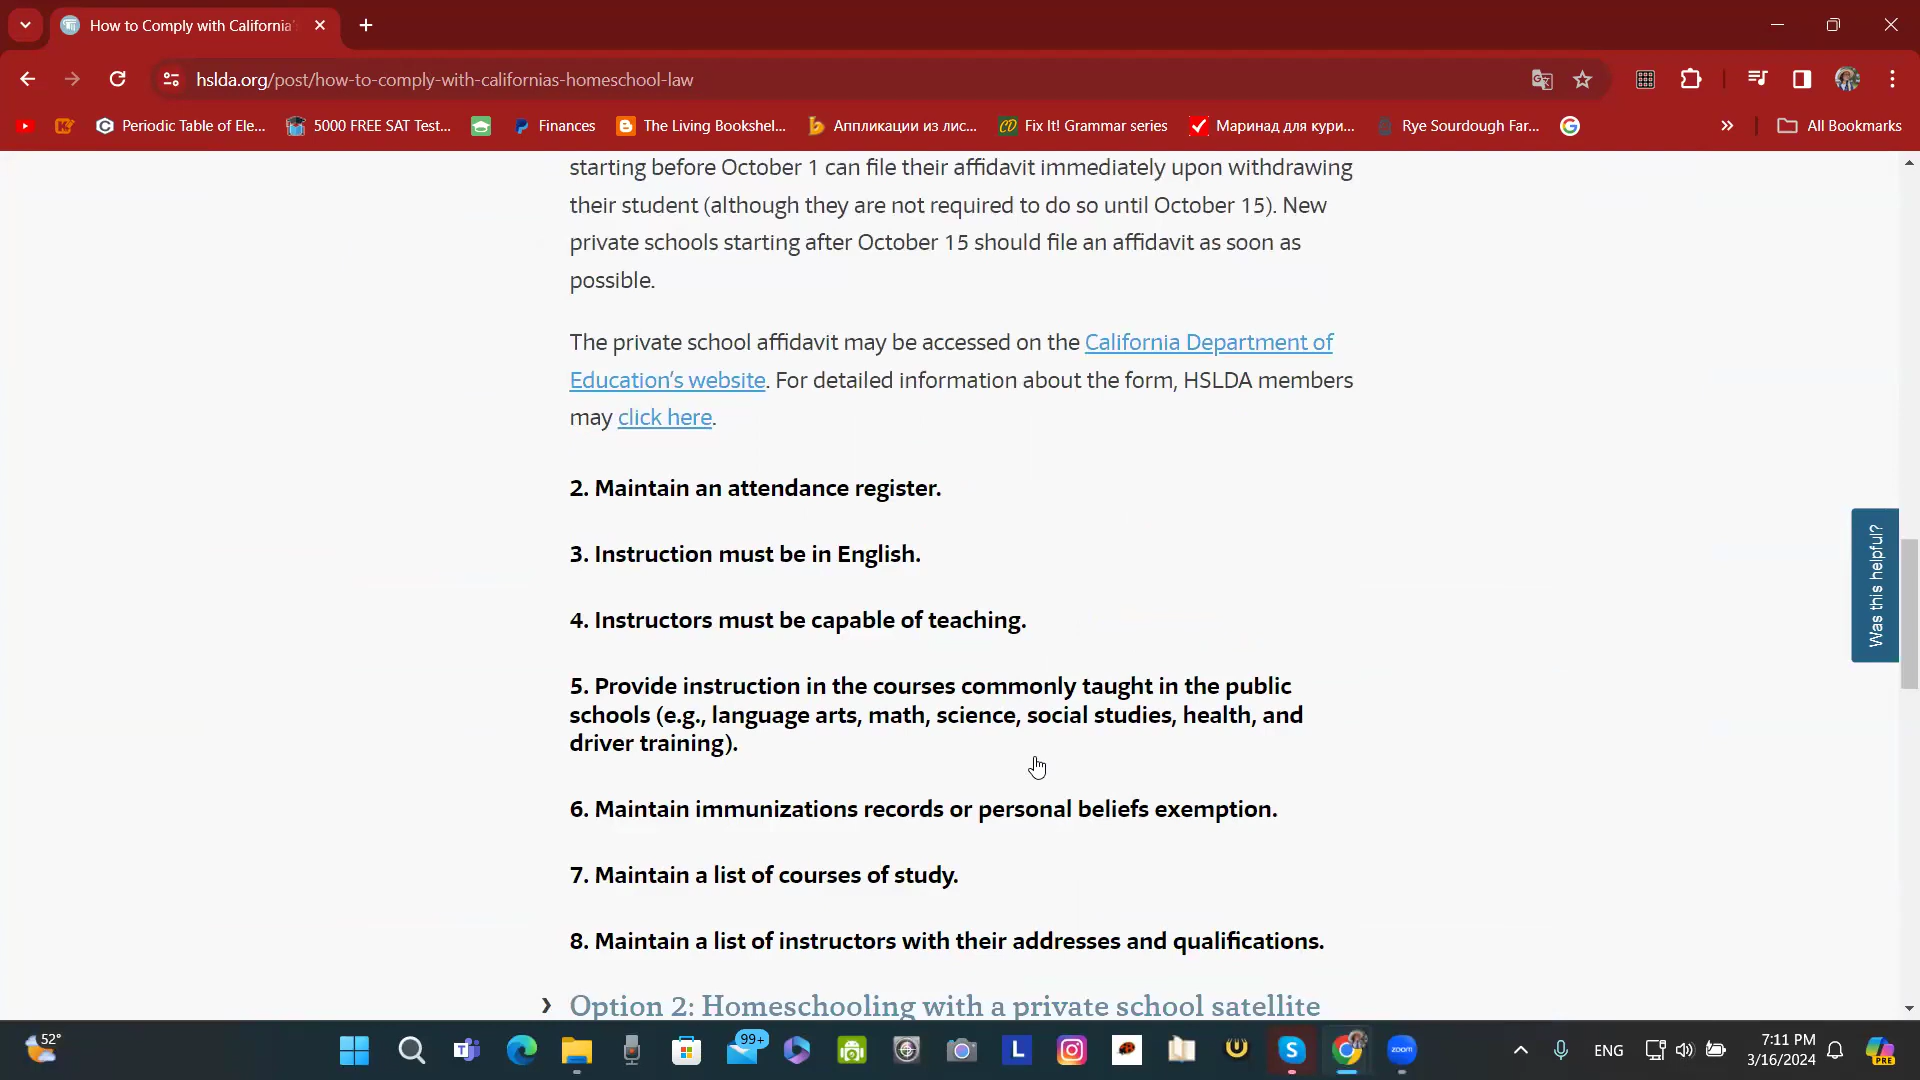 How to Comply with California'
hslda.org/post/how-to-comply-with-californias-homeschool-law
Periodic Table of Ele...
5000 FREE SAT Test...
Finances
The Living Bookshel...
Аппликации из лис...
Fix It! Grammar series
Маринад для кури...
Rye Sourdough Far...
All Bookmarks
starting before October 1 can file their affidavit immediately upon withdrawing
their student (although they are not required to do so until October 15). New
private schools starting after October 15 should file an affidavit as soon as
possible.
The private school affidavit may be accessed on the California Department of
Education’s website. For detailed information about the form, HSLDA members
may click here.
2. Maintain an attendance register.
3. Instruction must be in English.
4. Instructors must be capable of teaching.
5. Provide instruction in the courses commonly taught in the public
schools (e.g., language arts, math, science, social studies, health, and
driver training).
6. Maintain immunizations records or personal beliefs exemption.
7. Maintain a list of courses of study.
8. Maintain a list of instructors with their addresses and qualifications.
Option 2: Homeschooling with a private school satellite
Was this helpful?
52°
99+
L
zoom
ENG
7:11 PM
3/16/2024
PRE